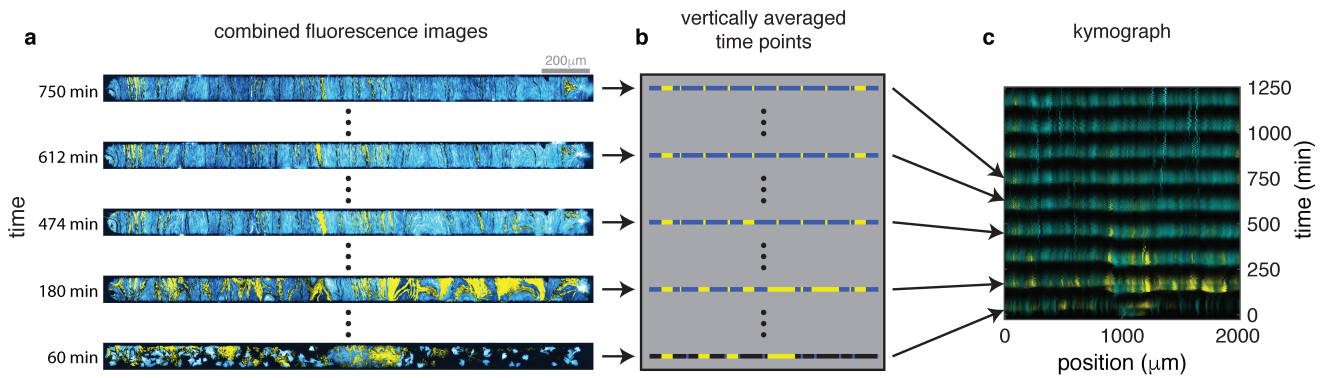 a
combined fluorescence images
b
vertically averaged
time points
c
kymograph
200μm
750 min
612 min
474 min
180 min
60 min
time
1250
1000
750
500
250
0
time (min)
0
1000
2000
position (μm)